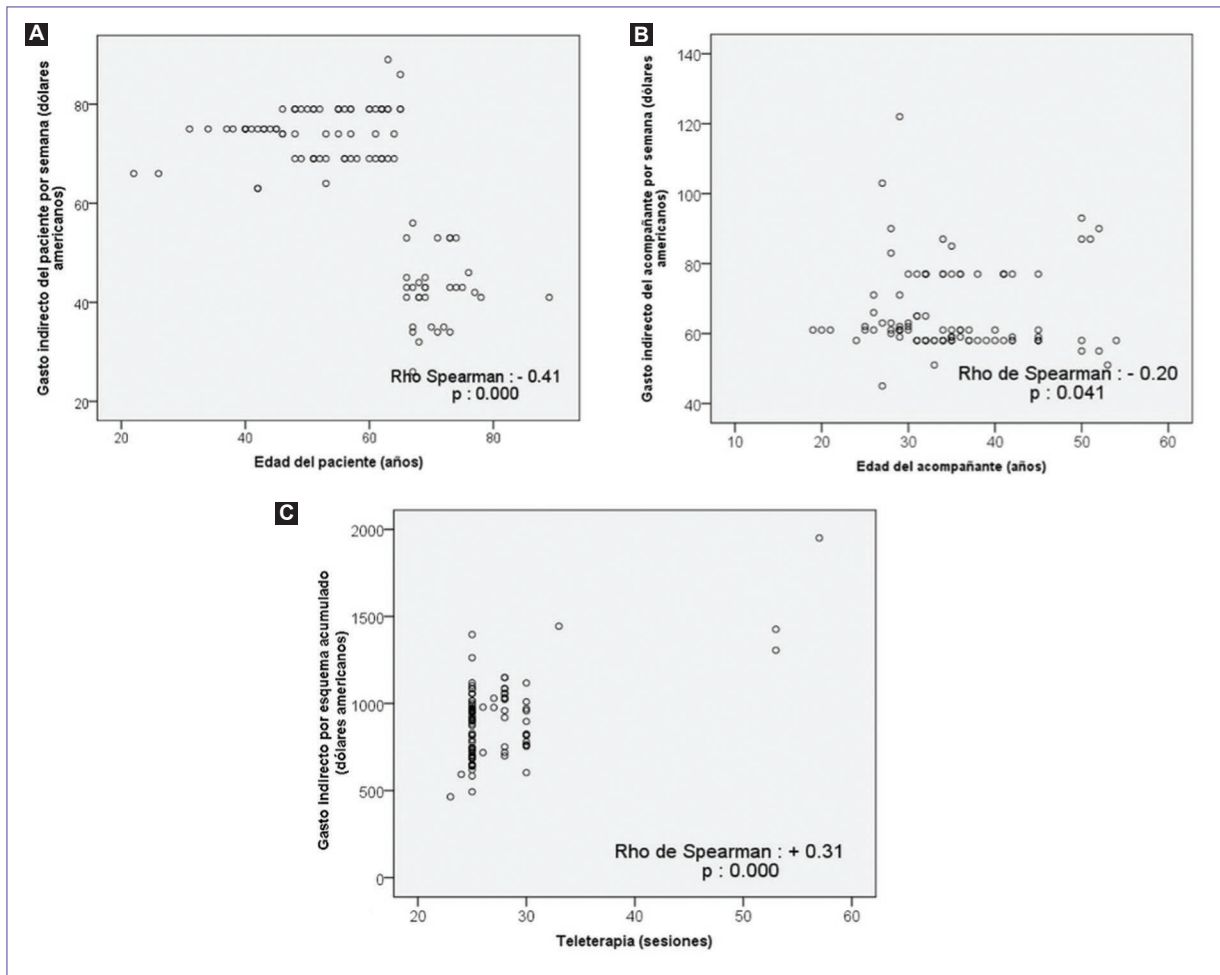 A
Gasto indirecto del paciente por semana (dólares
americanos)
80
60
40
20
Rho Spearman : - 0.41
p : 0.000
20 40 60 80
Edad del paciente (años)
B
Gasto indirecto del acompañante por semana (dólares
americanos)
140
120
100
80
60
40
Rho de Spearman : - 0.20
p : 0.041
10 20 30 40 50 60
Edad del acompañante (años)
C
Gasto Indirecto por esquema acumulado
(dólares americanos)
2000
1500
1000
500
0
Rho de Spearman : + 0.31
p : 0.000
20 30 40 50 60
Teleterapia (sesiones)